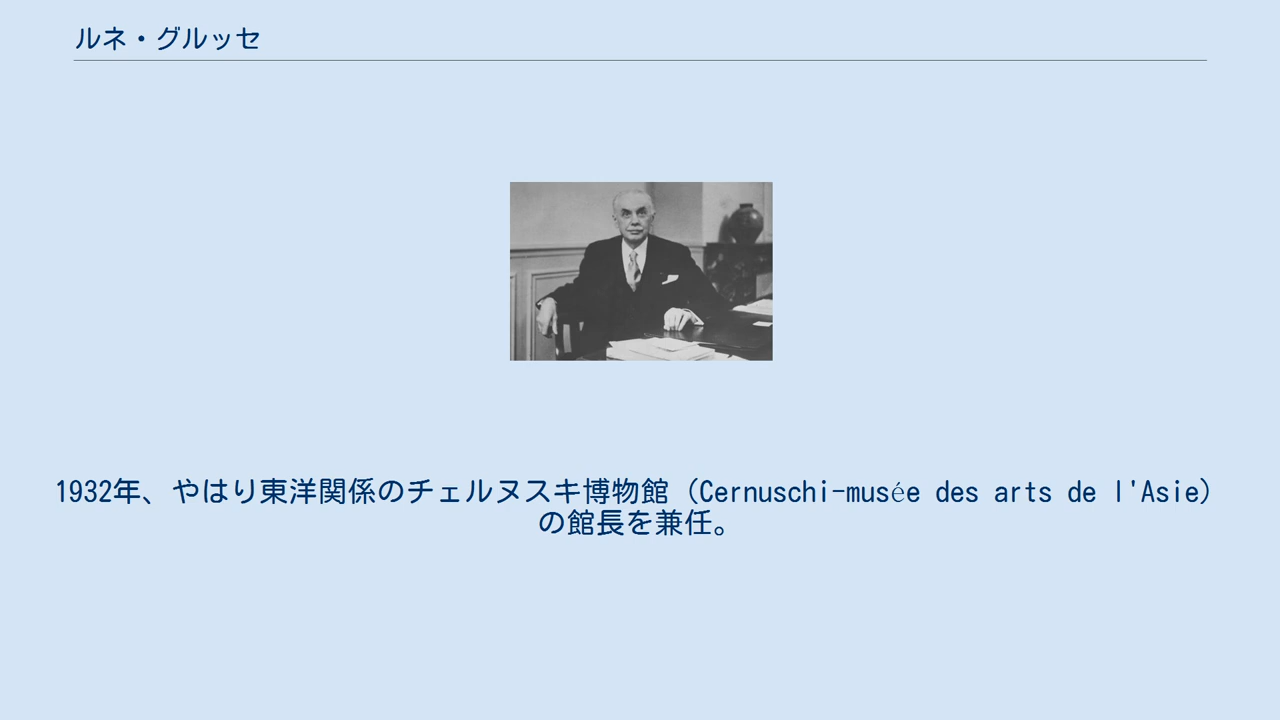 ルネ・グルッセ
1932年、やはり東洋関係のチェルヌスキ博物館（Cernuschi-musée des arts de l'Asie）
の館長を兼任。